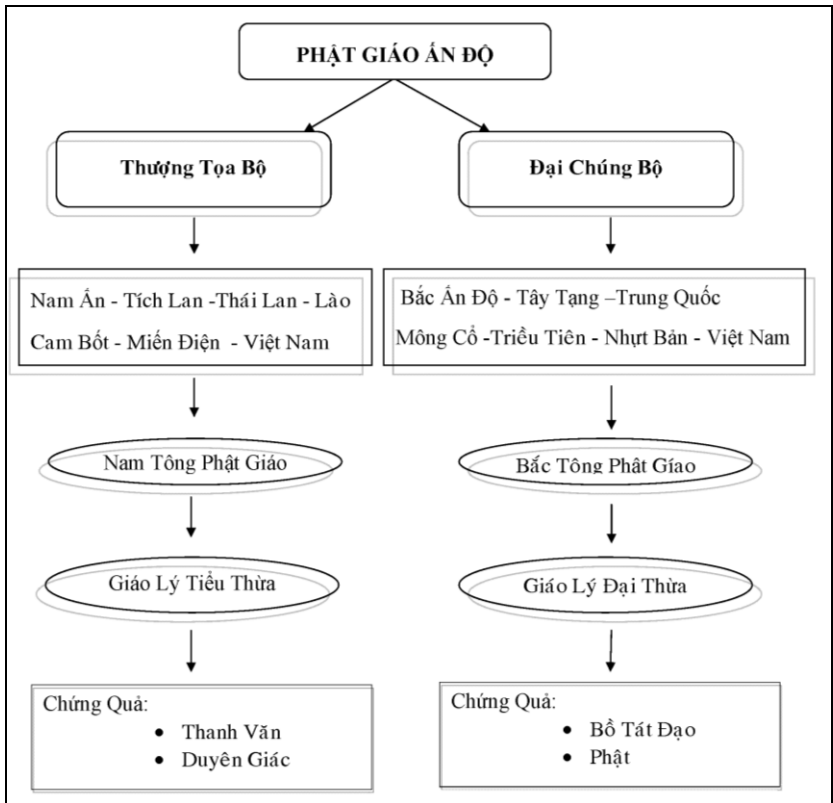 PHẬT GIÁO ẤN ĐỘ
Thượng Tọa Bộ
Đại Chúng Bộ
Nam Ấn - Tích Lan -Thái Lan - Lào
Cam Bốt - Miến Điện - Việt Nam
Bắc Ấn Độ - Tây Tạng –Trung Quốc
Mông Cổ -Triều Tiên - Nhựt Bản - Việt Nam
Nam Tông Phật Giáo
Bắc Tông Phật Gíao
Giáo Lý Tiểu Thừa
Giáo Lý Đại Thừa
Chứng Quả:
• Thanh Văn
• Duyên Giác
Chứng Quả:
• Bồ Tát Đạo
• Phật